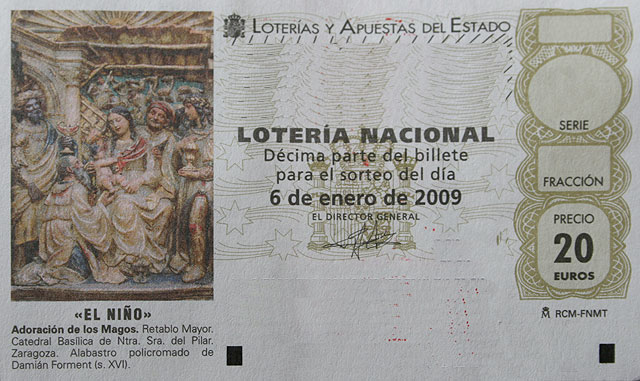 LOTERÍAS Y APUESTAS DEL ESTADO
LOTERÍA NACIONAL
Décima parte del billete
para el sorteo del día
6 de enero de 2009
EL DIRECTOR GENERAL
SERIE
FRACCIÓN
PRECIO
20
EUROS
RCM-FNMT
«EL NIÑO»
Adoración de los Magos. Retablo Mayor.
Catedral Basílica de Ntra. Sra. del Pilar.
Zaragoza. Alabastro policromado de
Damián Forment (s. XVI).